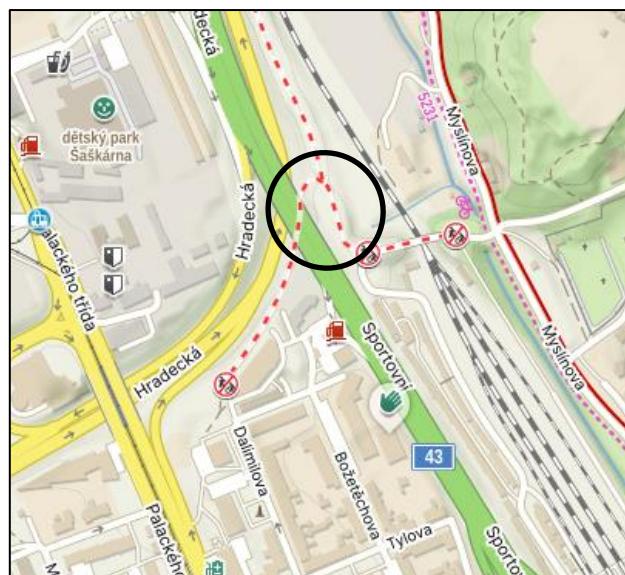 Hradecká
Myslínova
5231
dětský park
Šaškárna
Hradecká
Palackého třída
Hradecká
Sportovní
Myslínova
43
Dalimilova
Božetěchova
Tylova
Palackého
Sportovní